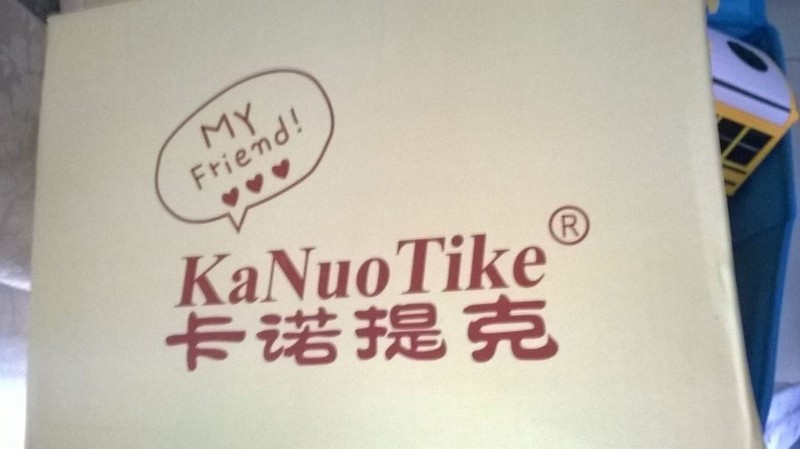 MY
Friend!
♥♥♥
KaNuoTike®
卡诺提克